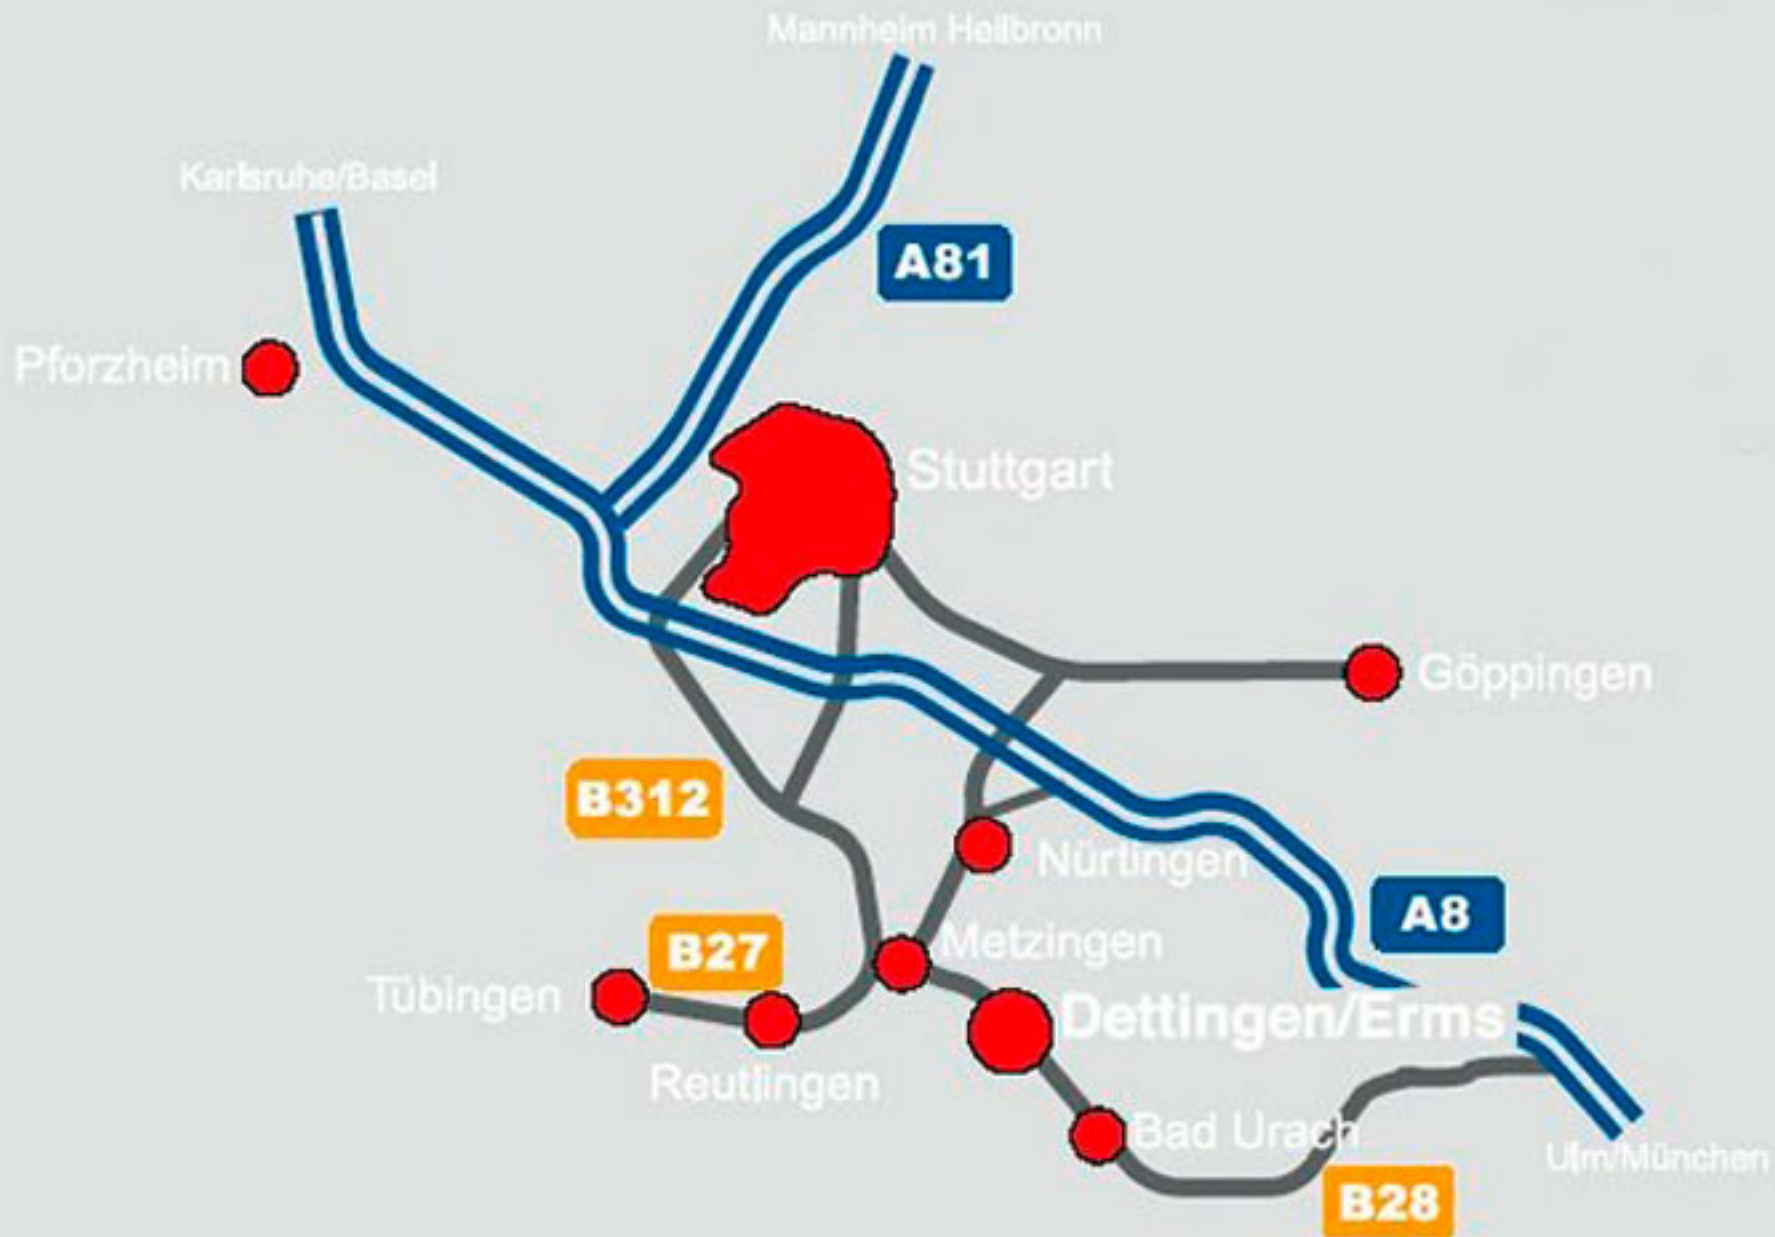 Mannheim Heilbronn
Karlsruhe/Basel
A81
Pforzheim
Stuttgart
Göppingen
B312
Nürtingen
A8
B27
Metzingen
Tübingen
Dettingen/Erms
Reutlingen
Bad Urach
Ulm/München
B28